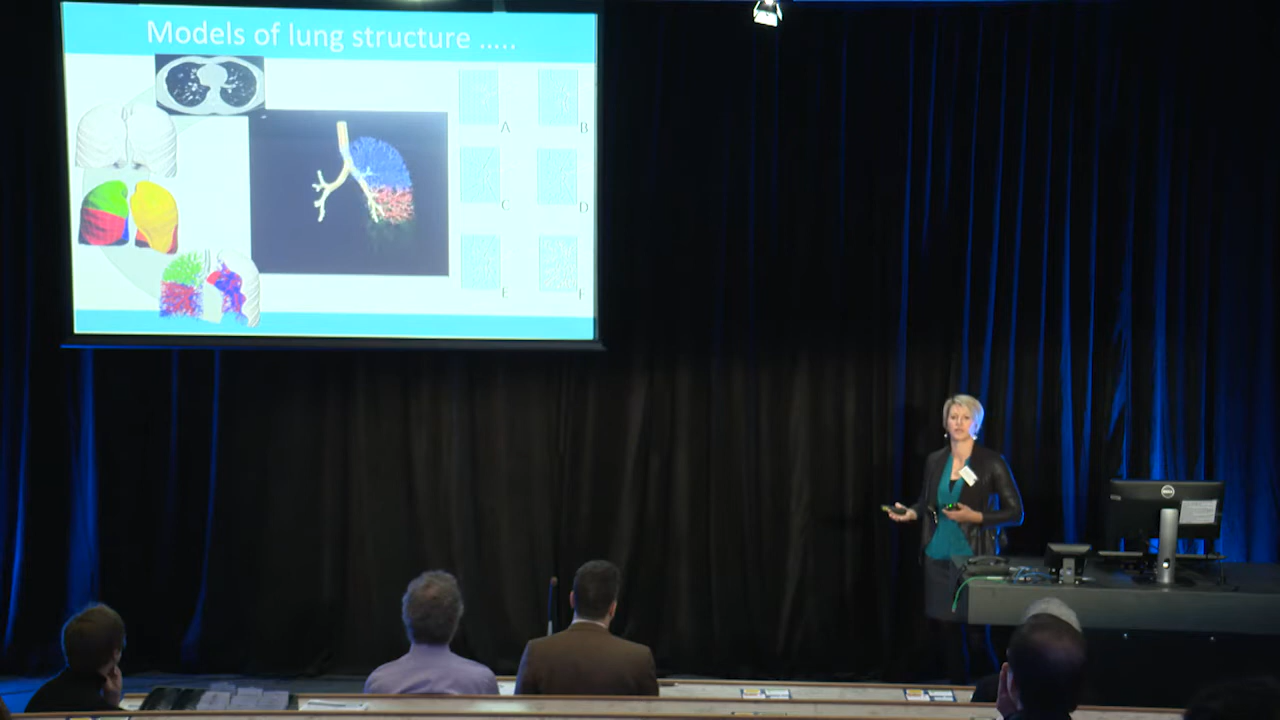 Models of lung structure .....
A
B
C
D
E
F
DELL